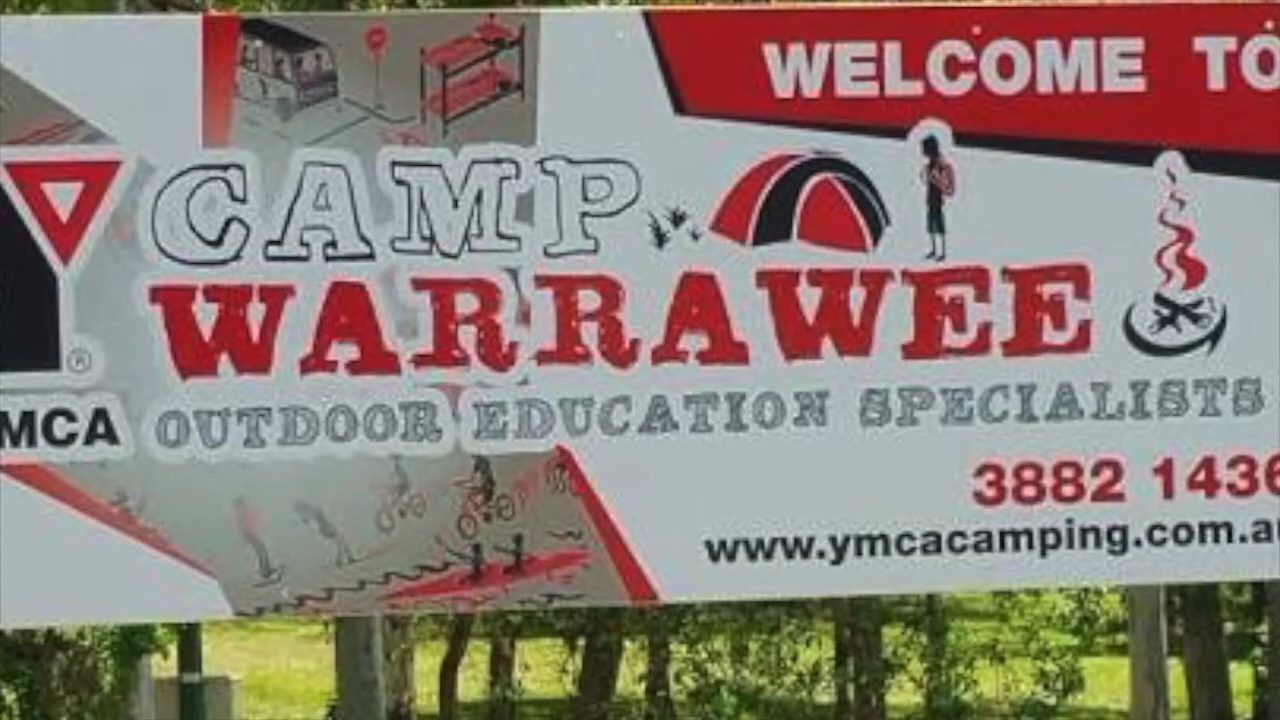 WELCOME TO
CAMP
WARRAWEE
®
YMCA OUTDOOR EDUCATION SPECIALISTS
3882 1436
www.ymcacamping.com.au